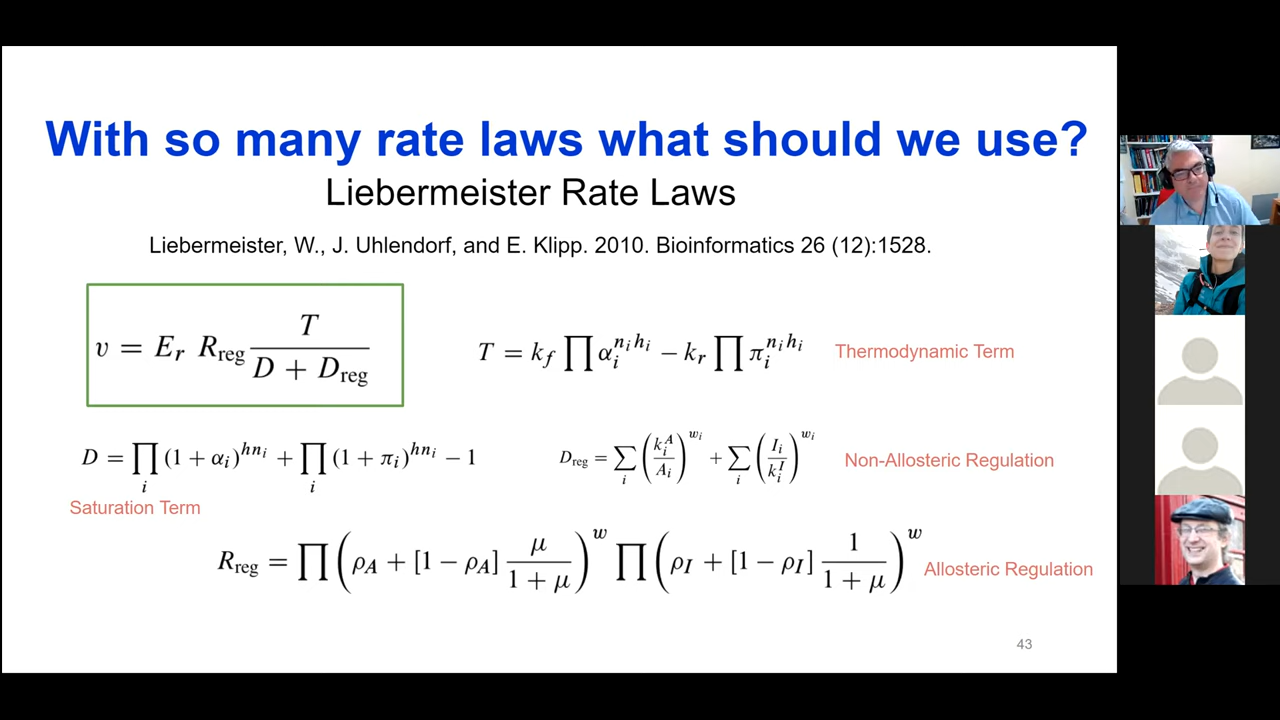 With so many rate laws what should we use?
Liebermeister Rate Laws
Liebermeister, W., J. Uhlendorf, and E. Klipp. 2010. Bioinformatics 26 (12):1528.
v = E_r R_reg T / (D + D_reg)
T = k_f ∏ α_i^{n_i h_i} − k_r ∏ π_i^{n_i h_i} Thermodynamic Term
D = ∏_i (1 + α_i)^{hn_i} + ∏_i (1 + π_i)^{hn_i} − 1
D_reg = ∑_i (k_i^A / A_i)^{w_i} + ∑_i (I_i / k_i^I)^{w_i} Non-Allosteric Regulation
Saturation Term
R_reg = ∏ (ρ_A + [1 − ρ_A] μ / (1 + μ))^w ∏ (ρ_I + [1 − ρ_I] 1 / (1 + μ))^w Allosteric Regulation
43